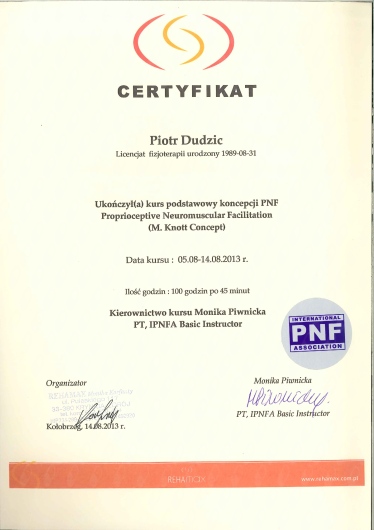 CERTYFIKAT
Piotr Dudzic
Licencjat fizjoterapii urodzony 1989-08-31
Ukończył(a) kurs podstawowy koncepcji PNF
Proprioceptive Neuromuscular Facilitation
(M. Knott Concept)
Data kursu : 05.08-14.08.2013 r.
Ilość godzin : 100 godzin po 45 minut
Kierownictwo kursu Monika Piwnicka
PT, IPNFA Basic Instructor
INTERNATIONAL
PNF
ASSOCIATION
Organizator
Kołobrzeg, 14.08.2013 r.
Monika Piwnicka
PT, IPNFA Basic Instructor
www.rehamax.com.pl